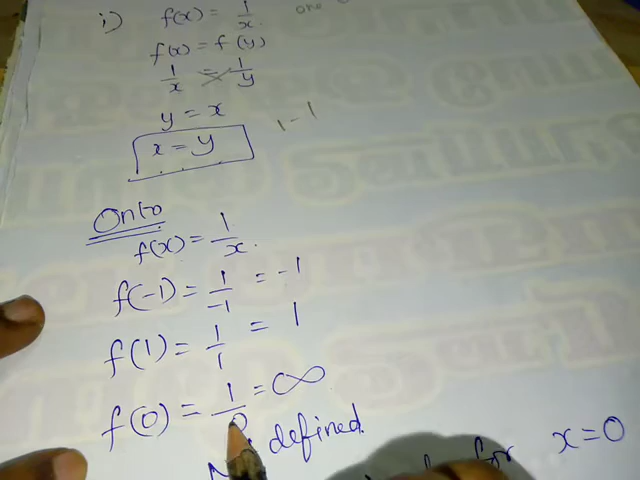 i) f(x) = 1/x. one
f(x) = f(y)
1/x = 1/y
y = x
x = y 1-1
Onto
f(x) = 1/x.
f(-1) = 1/-1 = -1
f(1) = 1/1 = 1
f(0) = 1/0 = ∞
defined.
for x=0